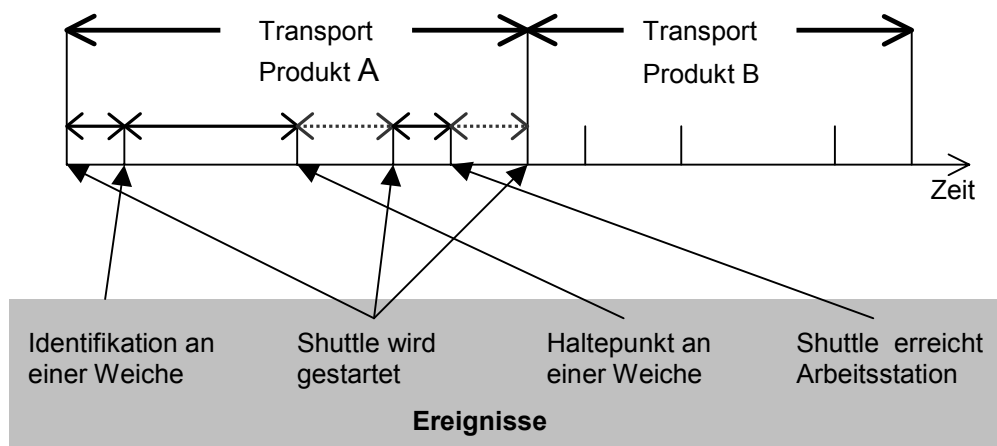 Transport
Produkt A
Transport
Produkt B
Zeit
Identifikation an
einer Weiche
Shuttle wird
gestartet
Haltepunkt an
einer Weiche
Shuttle erreicht
Arbeitsstation
Ereignisse